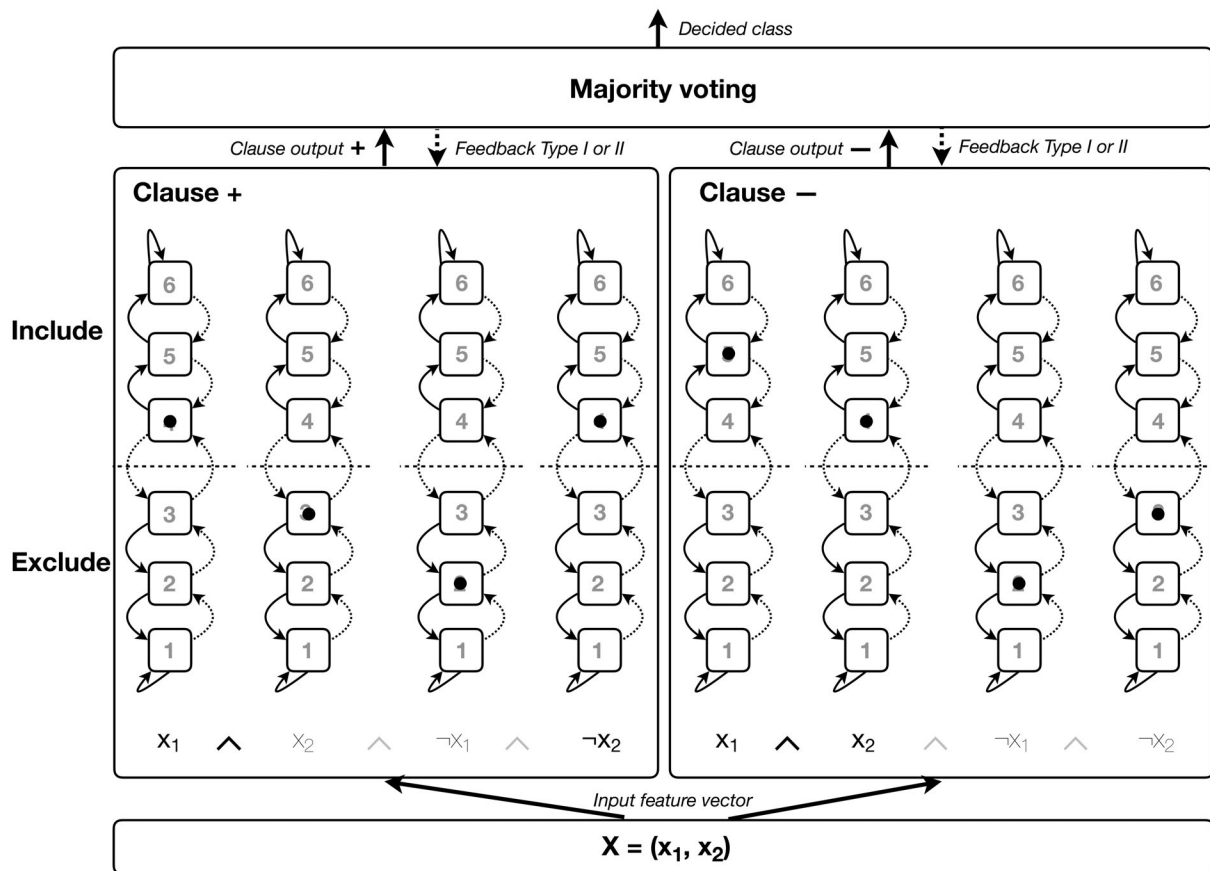 Decided class
Majority voting
Clause output + Feedback Type I or II Clause output — Feedback Type I or II
Clause + Clause —
6 6 6 6 6 6 6 6
Include
5 5 5 5 5 5 5
4 4 4 4 4 4
3 3 3 3 3 3
Exclude
2 2 2 2 2 2
1 1 1 1 1 1 1 1
x₁ ∧ x₂ ∧ ¬x₁ ∧ ¬x₂ x₁ ∧ x₂ ∧ ¬x₁ ∧ ¬x₂
Input feature vector
X = (x₁, x₂)